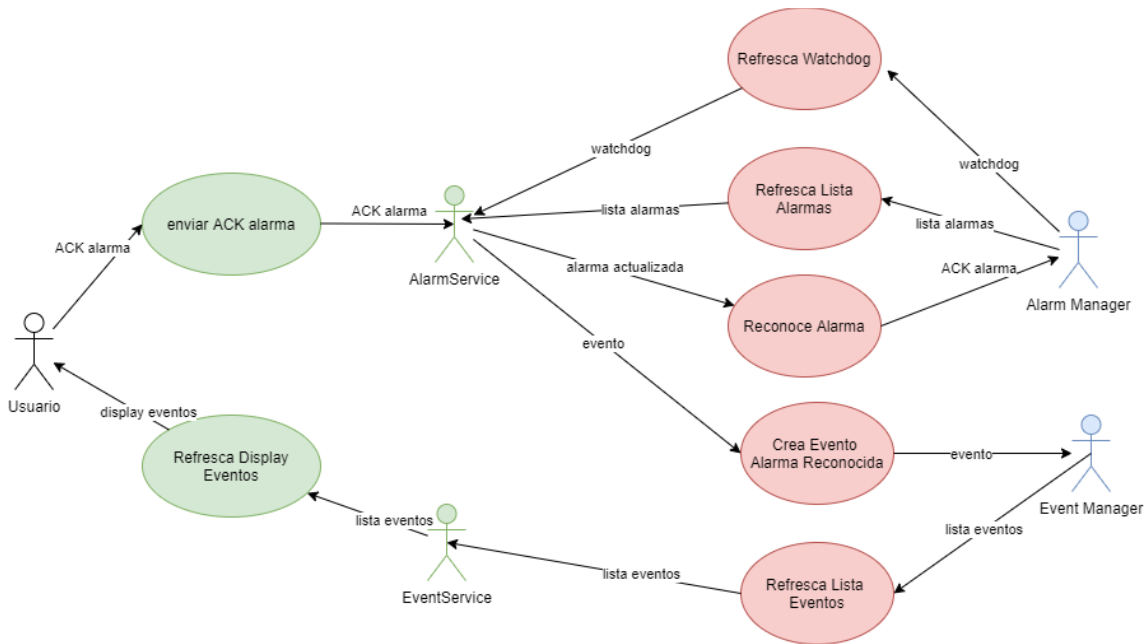 Refresca Watchdog
watchdog
watchdog
Refresca Lista
Alarmas
enviar ACK alarma
ACK alarma
lista alarmas
lista alarmas
ACK alarma
AlarmService
alarma actualizada
ACK alarma
Alarm Manager
Reconoce Alarma
evento
Usuario
display eventos
Refresca Display
Eventos
Crea Evento
Alarma Reconocida
evento
Event Manager
lista eventos
lista eventos
lista eventos
EventService
Refresca Lista
Eventos